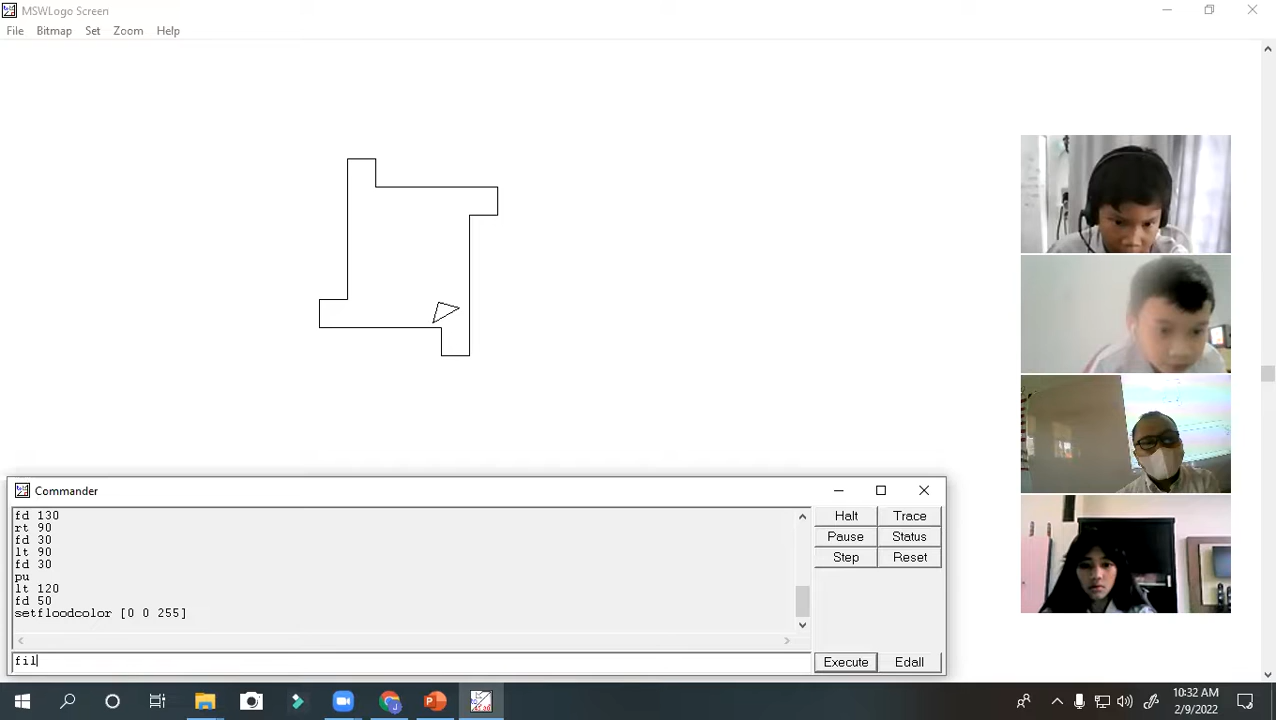 MSWLogo Screen
File Bitmap Set Zoom Help
Commander
fd 130
rt 90
fd 30
lt 90
fd 30
pu
lt 120
fd 50
setfloodcolor [0 0 255]
fil
Halt Trace
Pause Status
Step Reset
Execute Edall
10:32 AM
2/9/2022